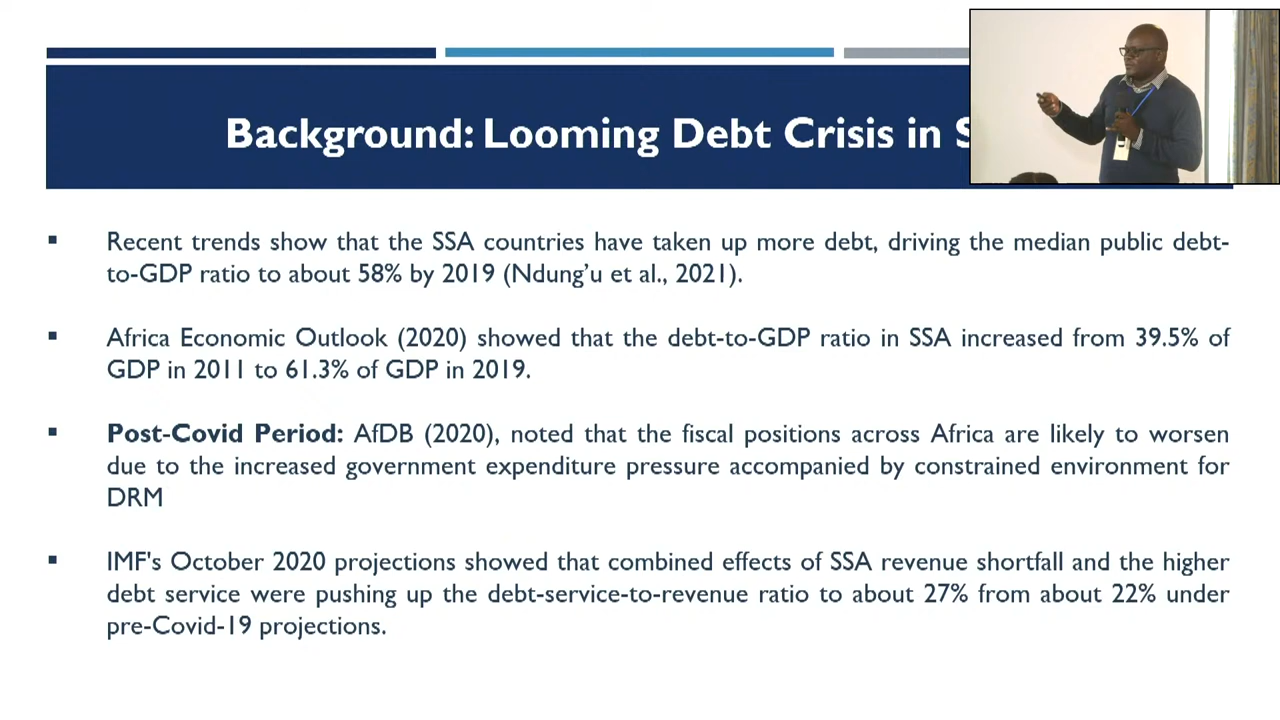 Background: Looming Debt Crisis in
▪ Recent trends show that the SSA countries have taken up more debt, driving the median public debt-
to-GDP ratio to about 58% by 2019 (Ndung’u et al., 2021).
▪ Africa Economic Outlook (2020) showed that the debt-to-GDP ratio in SSA increased from 39.5% of
GDP in 2011 to 61.3% of GDP in 2019.
▪ Post-Covid Period: AfDB (2020), noted that the fiscal positions across Africa are likely to worsen
due to the increased government expenditure pressure accompanied by constrained environment for
DRM
▪ IMF's October 2020 projections showed that combined effects of SSA revenue shortfall and the higher
debt service were pushing up the debt-service-to-revenue ratio to about 27% from about 22% under
pre-Covid-19 projections.